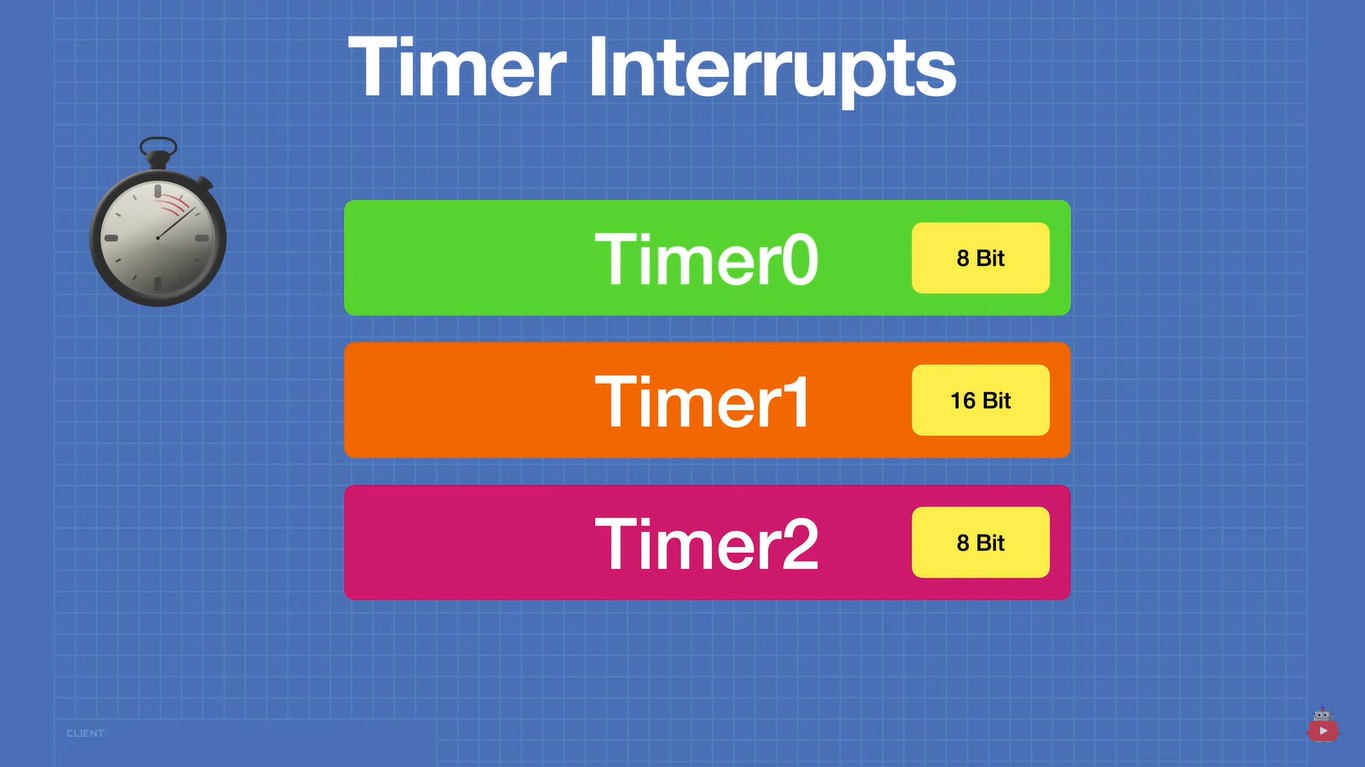 Timer Interrupts
Timer0
8 Bit
Timer1
16 Bit
Timer2
8 Bit
CLIENT: